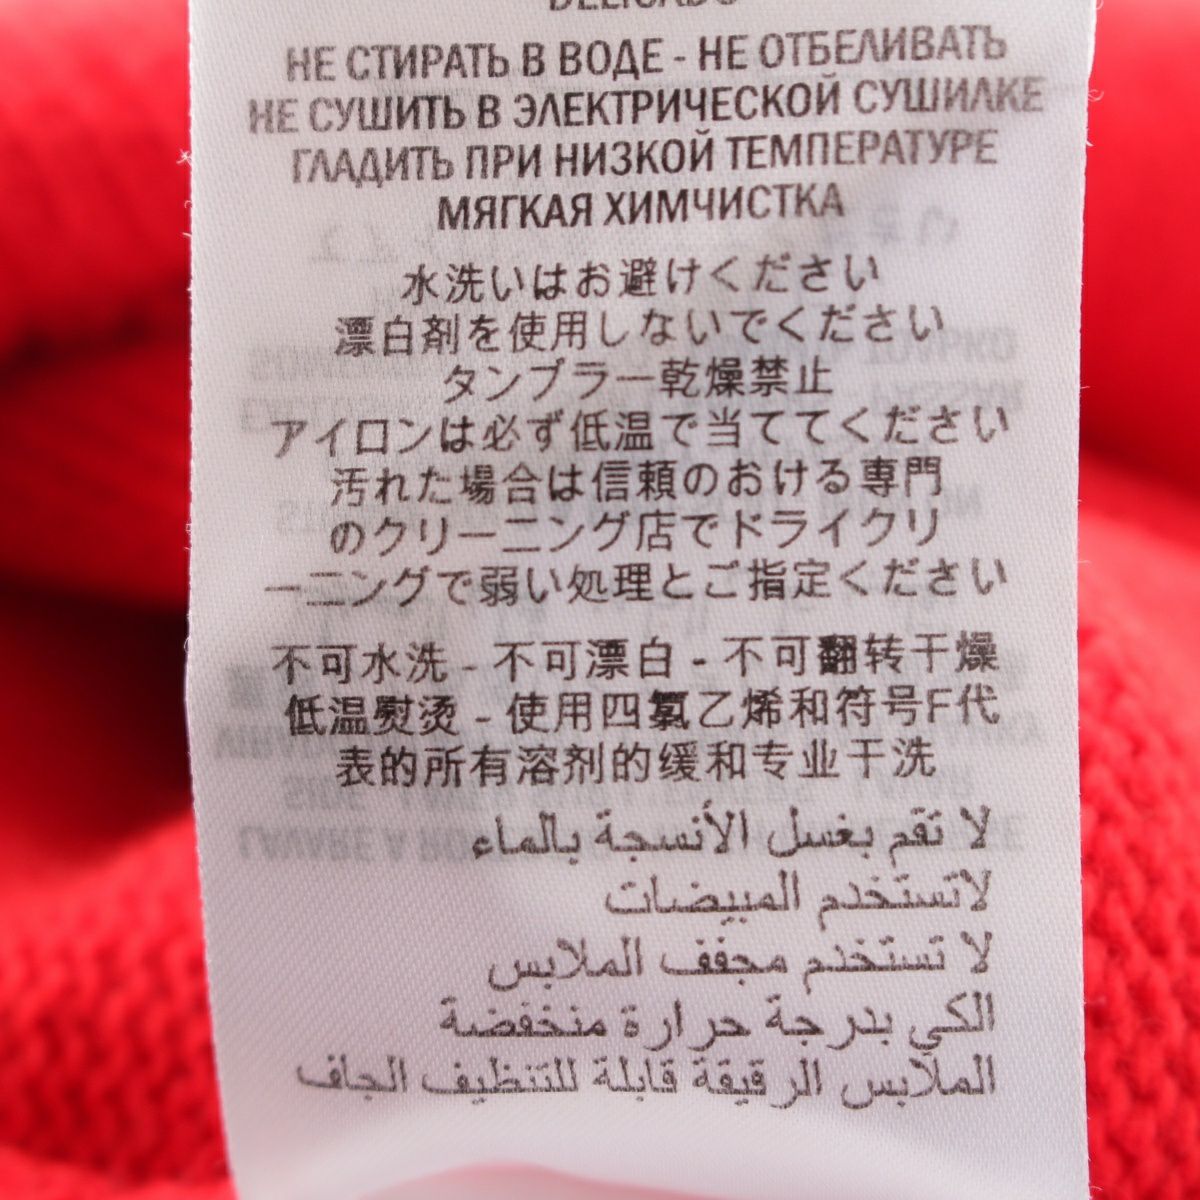 DELICADO
НЕ СТИРАТЬ В ВОДЕ - НЕ ОТБЕЛИВАТЬ
НЕ СУШИТЬ В ЭЛЕКТРИЧЕСКОЙ СУШИЛКЕ
ГЛАДИТЬ ПРИ НИЗКОЙ ТЕМПЕРАТУРЕ
МЯГКАЯ ХИМЧИСТКА
水洗いはお避けください
漂白剤を使用しないでください
タンブラー乾燥禁止
アイロンは必ず低温で当ててください
汚れた場合は信頼のおける専門
のクリーニング店でドライクリ
ーニングで弱い処理とご指定ください
不可水洗 - 不可漂白 - 不可翻转干燥
低温熨烫 - 使用四氯乙烯和符号F代
表的所有溶剂的缓和专业干洗
لا تقم بغسل الأنسجة بالماء
لاتستخدم المبيضات
لا تستخدم مجفف الملابس
الكي بدرجة حرارة منخفضة
الملابس الرقيقة قابلة للتنظيف الجاف